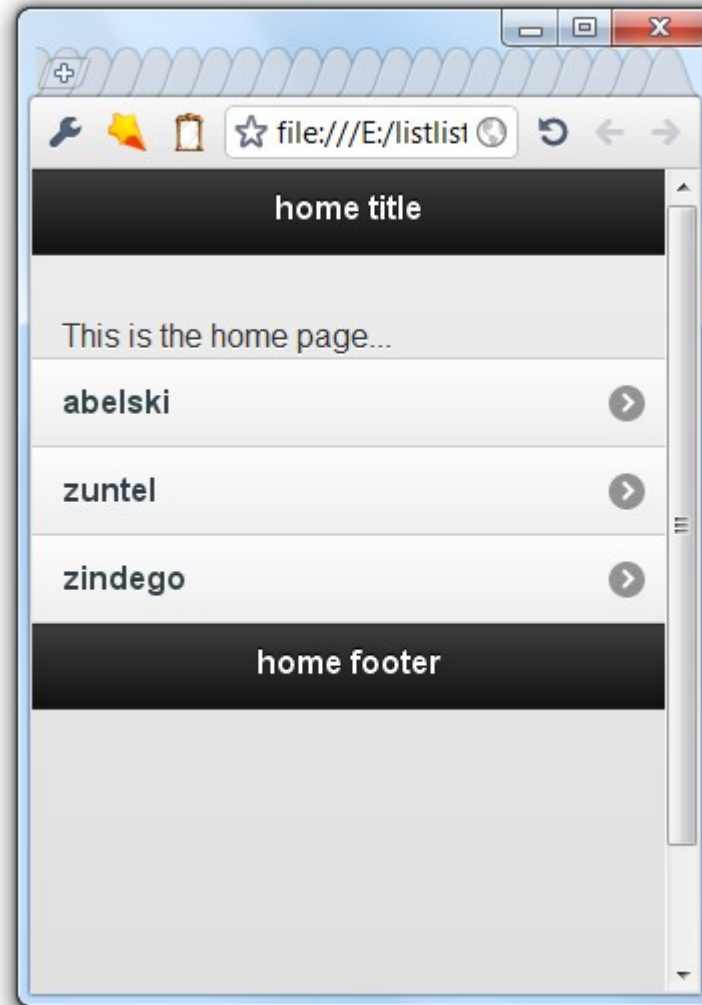 file:///E:/listlist
home title
This is the home page...
abelski
zuntel
zindego
home footer